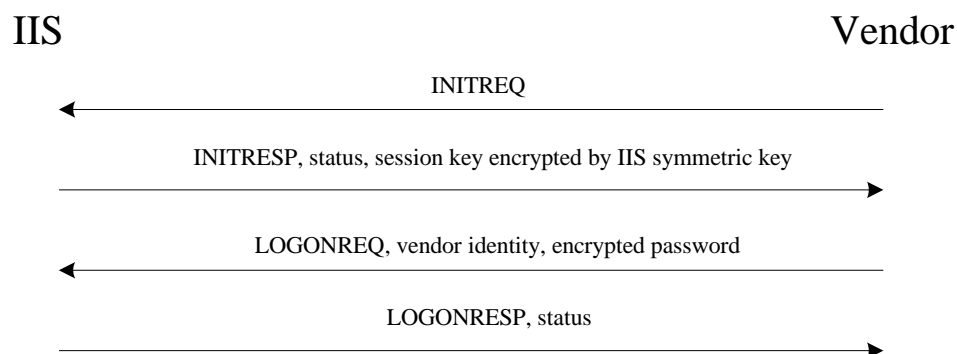 IIS
Vendor
INITREQ
INITRESP, status, session key encrypted by IIS symmetric key
LOGONREQ, vendor identity, encrypted password
LOGONRESP, status